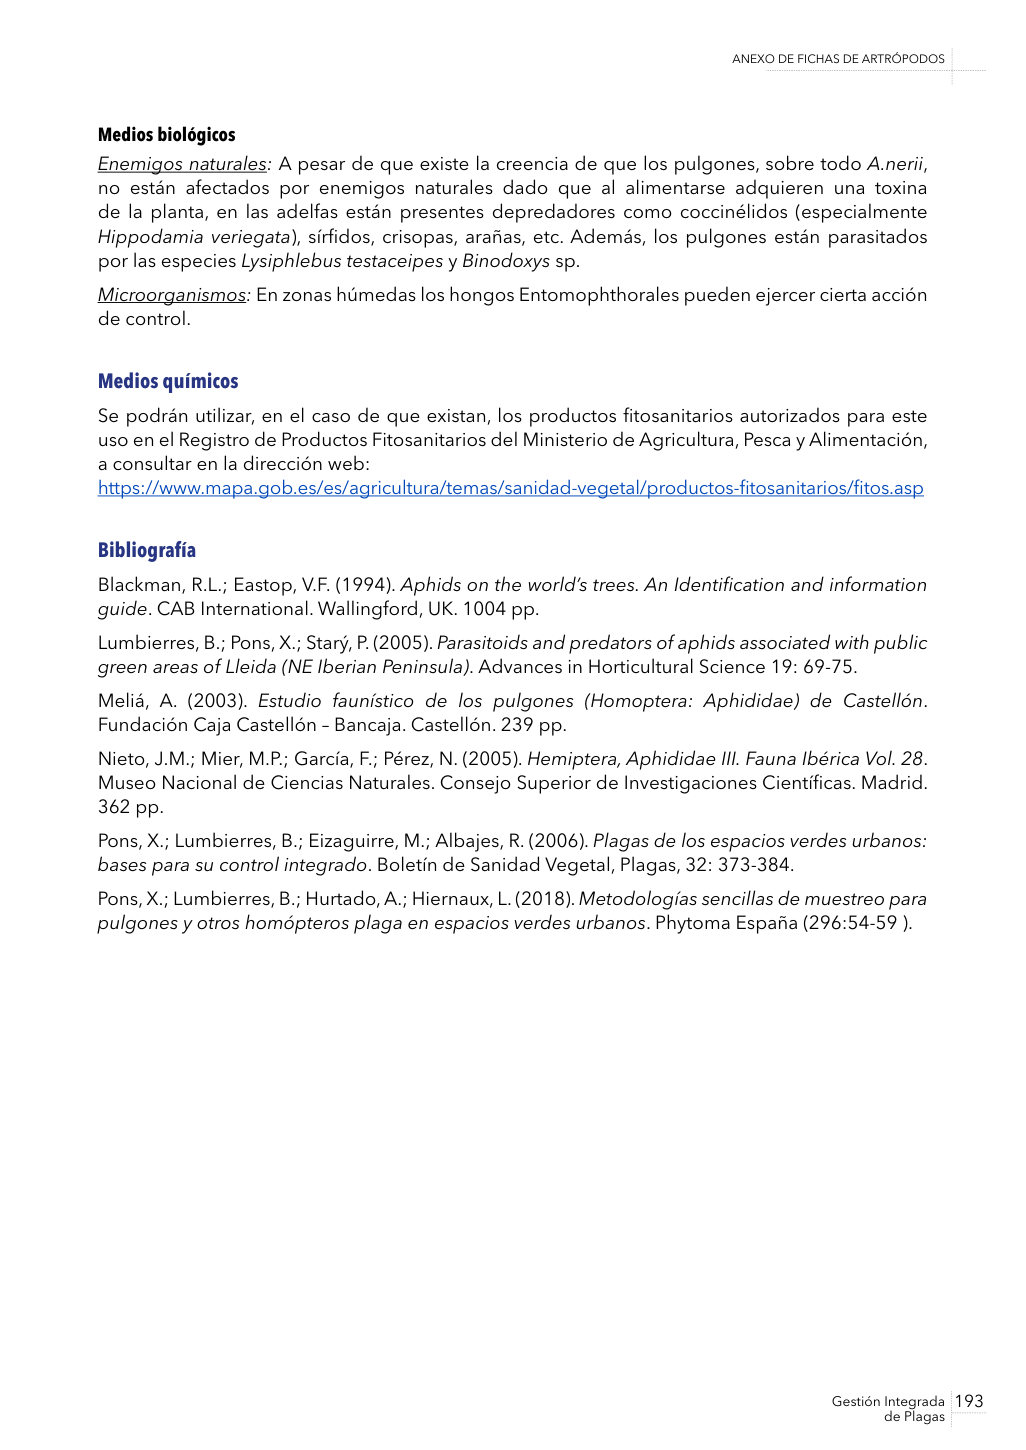 ANEXO DE FICHAS DE ARTRÓPODOS
Medios biológicos
Enemigos naturales: A pesar de que existe la creencia de que los pulgones, sobre todo A.nerii,
no están afectados por enemigos naturales dado que al alimentarse adquieren una toxina
de la planta, en las adelfas están presentes depredadores como coccinélidos (especialmente
Hippodamia veriegata), sírfidos, crisopas, arañas, etc. Además, los pulgones están parasitados
por las especies Lysiphlebus testaceipes y Binodoxys sp.
Microorganismos: En zonas húmedas los hongos Entomophthorales pueden ejercer cierta acción
de control.
Medios químicos
Se podrán utilizar, en el caso de que existan, los productos fitosanitarios autorizados para este
uso en el Registro de Productos Fitosanitarios del Ministerio de Agricultura, Pesca y Alimentación,
a consultar en la dirección web:
https://www.mapa.gob.es/es/agricultura/temas/sanidad-vegetal/productos-fitosanitarios/fitos.asp
Bibliografía
Blackman, R.L.; Eastop, V.F. (1994). Aphids on the world’s trees. An Identification and information
guide. CAB International. Wallingford, UK. 1004 pp.
Lumbierres, B.; Pons, X.; Starý, P. (2005). Parasitoids and predators of aphids associated with public
green areas of Lleida (NE Iberian Peninsula). Advances in Horticultural Science 19: 69-75.
Meliá, A. (2003). Estudio faunístico de los pulgones (Homoptera: Aphididae) de Castellón.
Fundación Caja Castellón – Bancaja. Castellón. 239 pp.
Nieto, J.M.; Mier, M.P.; García, F.; Pérez, N. (2005). Hemiptera, Aphididae III. Fauna Ibérica Vol. 28.
Museo Nacional de Ciencias Naturales. Consejo Superior de Investigaciones Científicas. Madrid.
362 pp.
Pons, X.; Lumbierres, B.; Eizaguirre, M.; Albajes, R. (2006). Plagas de los espacios verdes urbanos:
bases para su control integrado. Boletín de Sanidad Vegetal, Plagas, 32: 373-384.
Pons, X.; Lumbierres, B.; Hurtado, A.; Hiernaux, L. (2018). Metodologías sencillas de muestreo para
pulgones y otros homópteros plaga en espacios verdes urbanos. Phytoma España (296:54-59 ).
Gestión Integrada 193
de Plagas